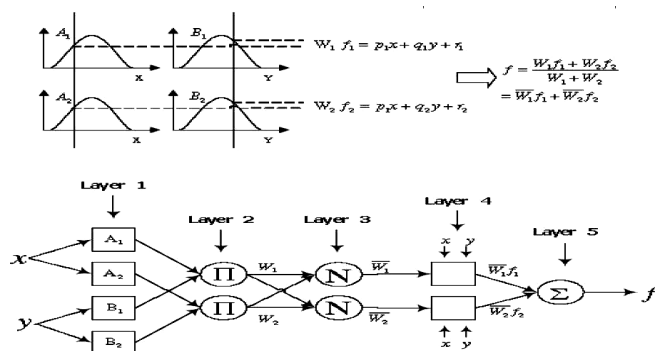 A₁
B₁
W₁ f₁ = p₁x + q₁y + r₁
X
Y
f = W₁f₁ + W₂f₂ / W₁ + W₂
= W̅₁f₁ + W̅₂f₂
A₂
B₂
W₂ f₂ = p₁x + q₂y + r₂
X
Y
Layer 1
Layer 2
Layer 3
Layer 4
Layer 5
x y
A₁
x
A₂
Π
W₁
N
W̅₁
W̅₁f₁
Σ
f
B₁
y
B₂
Π
W₂
N
W̅₂
W̅₂f₂
x y